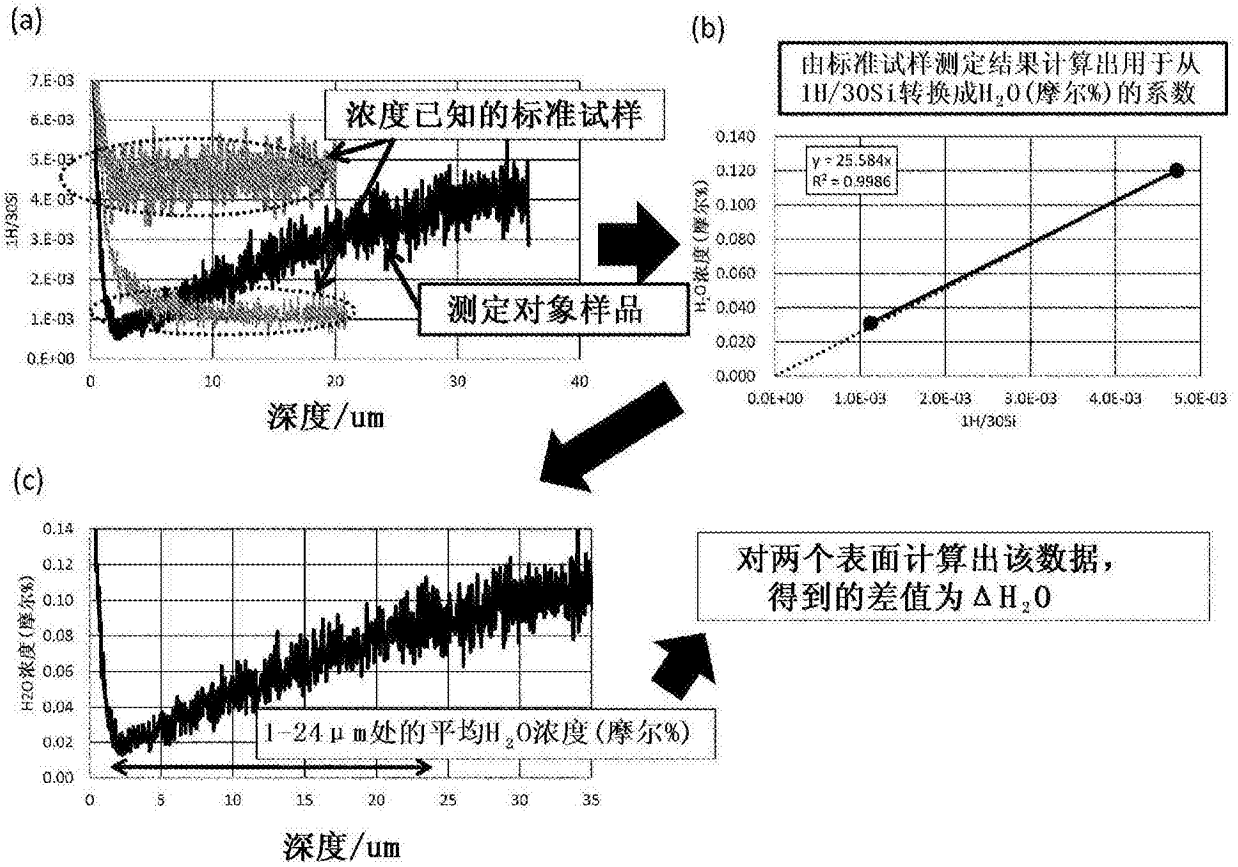 (a)
7.E-03
6.E-03
5.E-03
4.E-03
3.E-03
2.E-03
1.E-03
0.E+00
1H/30Si
浓度已知的标准试样
测定对象样品
0
10
20
30
40
深度/um
(b)
由标准试样测定结果计算出用于从
1H/30Si转换成H₂O(摩尔%)的系数
0.140
0.120
0.100
0.080
0.060
0.040
0.020
0.000
H₂O浓度(摩尔%)
y = 25.584x
R² = 0.9986
0.0E+00
1.0E-03
2.0E-03
3.0E-03
4.0E-03
5.0E-03
1H/30Si
(c)
0.14
0.12
0.10
0.08
0.06
0.04
0.02
0.00
H2O浓度(摩尔%)
1-24μm处的平均H₂O浓度(摩尔%)
0
5
10
15
20
25
30
35
深度/um
对两个表面计算出该数据，
得到的差值为ΔH₂O